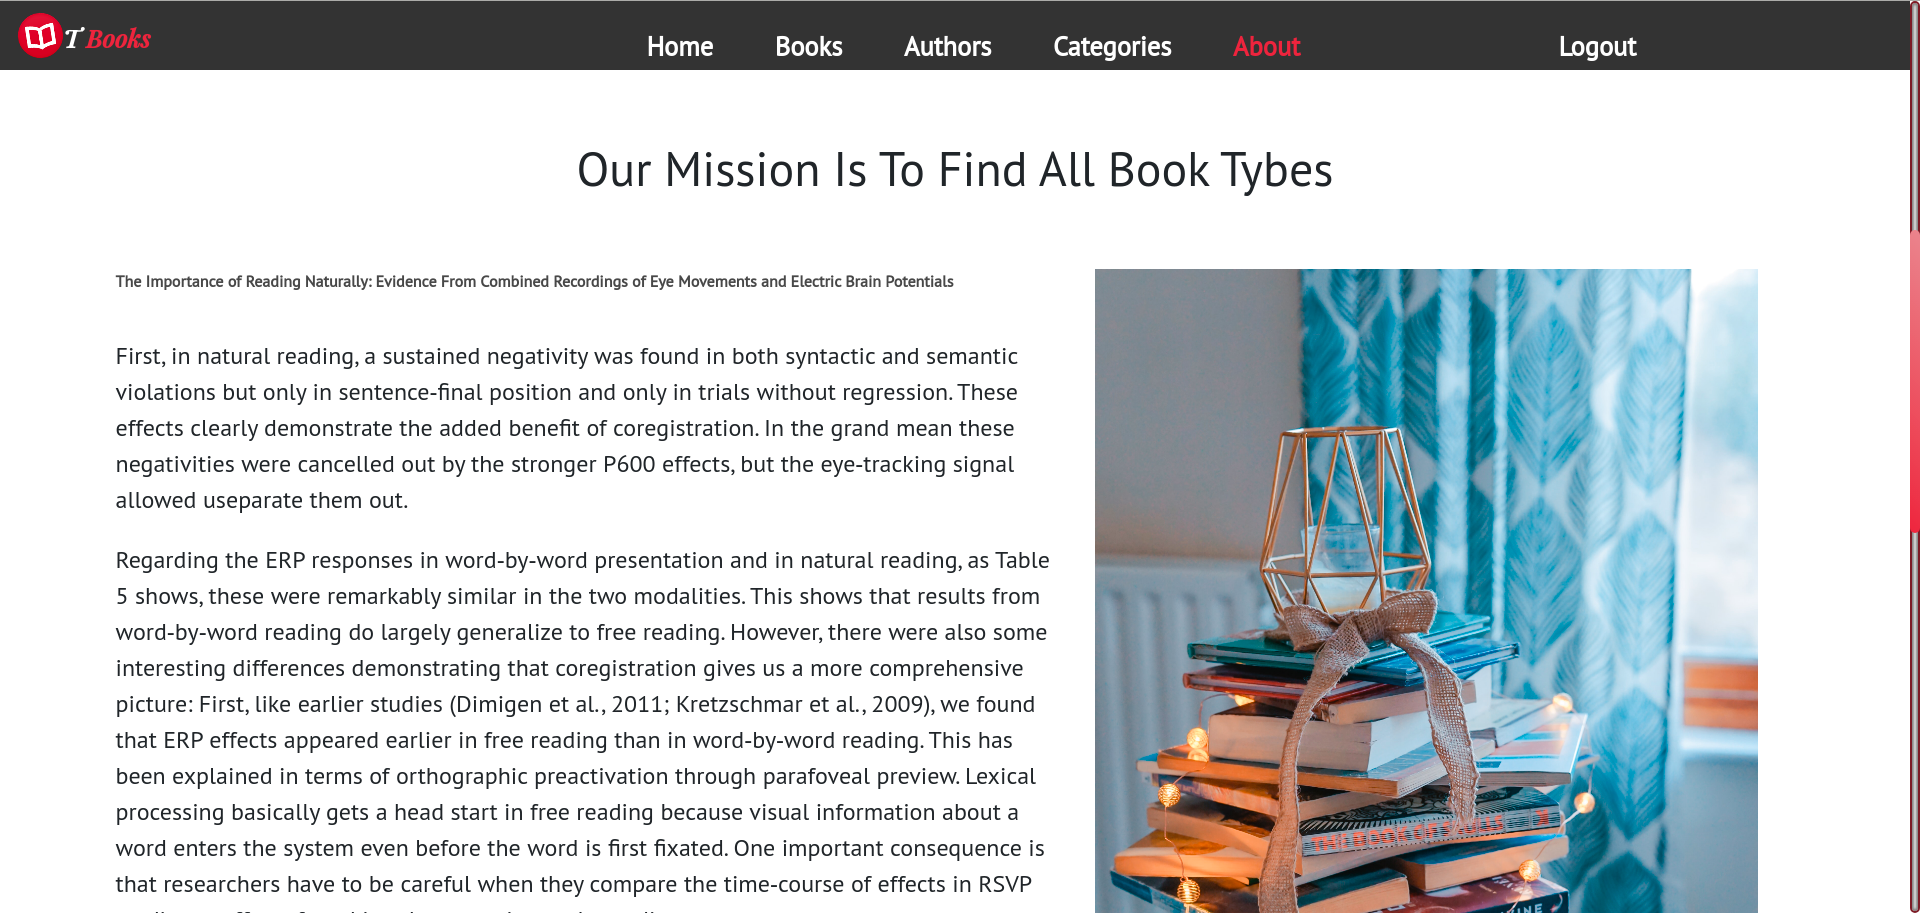 T Books
Home Books Authors Categories About Logout
Our Mission Is To Find All Book Tybes
The Importance of Reading Naturally: Evidence From Combined Recordings of Eye Movements and Electric Brain Potentials
First, in natural reading, a sustained negativity was found in both syntactic and semantic
violations but only in sentence-final position and only in trials without regression. These
effects clearly demonstrate the added benefit of coregistration. In the grand mean these
negativities were cancelled out by the stronger P600 effects, but the eye-tracking signal
allowed useparate them out.
Regarding the ERP responses in word-by-word presentation and in natural reading, as Table
5 shows, these were remarkably similar in the two modalities. This shows that results from
word-by-word reading do largely generalize to free reading. However, there were also some
interesting differences demonstrating that coregistration gives us a more comprehensive
picture: First, like earlier studies (Dimigen et al., 2011; Kretzschmar et al., 2009), we found
that ERP effects appeared earlier in free reading than in word-by-word reading. This has
been explained in terms of orthographic preactivation through parafoveal preview. Lexical
processing basically gets a head start in free reading because visual information about a
word enters the system even before the word is first fixated. One important consequence is
that researchers have to be careful when they compare the time-course of effects in RSVP
THE BOOK OF